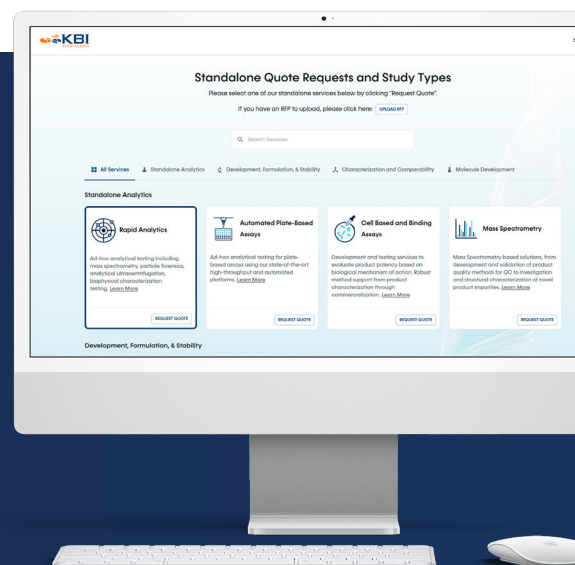 KBI
BIOPHARMA
Standalone Quote Requests and Study Types
Please select one of our standalone services below by clicking "Request Quote".
If you have an RFP to upload, please click here: UPLOAD RFP
Search Services
All Services Standalone Analytics Development, Formulation, & Stability Characterization and Comparability Molecule Development
Standalone Analytics
Rapid Analytics
Ad-hoc analytical testing including
mass spectrometry, particle forensics,
analytical ultracentrifugation,
biophysical characterization
testing. Learn More
REQUEST QUOTE
Automated Plate-Based
Assays
Ad-hoc analytical testing for plate-
based assays using our state-of-the-art
high-throughput and automated
platforms. Learn More
REQUEST QUOTE
Cell Based and Binding
Assays
Development and testing services to
evaluate product potency based on
biological mechanism of action. Robust
method support from product
characterization through
commercialization. Learn More
REQUEST QUOTE
Mass Spectrometry
Mass Spectrometry based solutions, from
development and validation of product
quality methods for QC to investigation
and structural characterization of novel
product impurities. Learn More
REQUEST QUOTE
Development, Formulation, & Stability